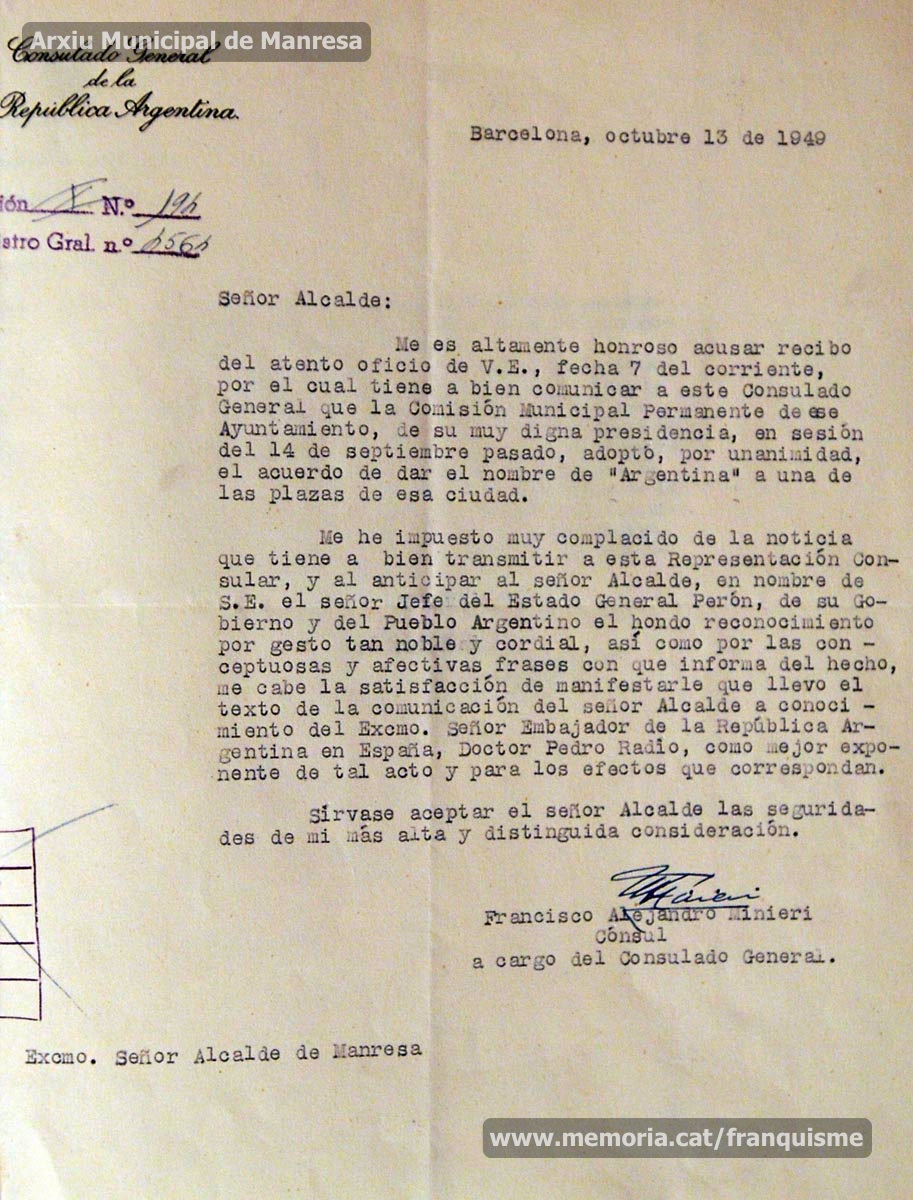 Arxiu Municipal de Manresa
Consulado General
de la
República Argentina.
Barcelona, octubre 13 de 1949
ión X N.º 194
stro Gral. n.º
Señor Alcalde:
Me es altamente honroso acusar recibo
del atento oficio de V.E., fecha 7 del corriente,
por el cual tiene a bien comunicar a este Consulado
General que la Comisión Municipal Permanente de ese
Ayuntamiento, de su muy digna presidencia, en sesión
del 14 de septiembre pasado, adoptò, por unanimidad,
el acuerdo de dar el nombre de "Argentina" a una de
las plazas de esa ciudad.
Me he impuesto muy complacido de la noticia
que tiene a bien transmitir a esta Representación Con-
sular, y al anticipar al señor Alcalde, en nombre de
S.E. el señor Jefe del Estado General Perón, de su Go-
bierno y del Pueblo Argentino el hondo reconocimiento
por gesto tan noble y cordial, así como por las con -
ceptuosas y afectivas frases con que informa del hecho,
me cabe la satisfacción de manifestarle que llevo el
texto de la comunicación del señor Alcalde a conoci -
miento del Excmo. Señor Embajador de la República Ar-
gentina en España, Doctor Pedro Radio, como mejor expo-
nente de tal acto y para los efectos que correspondan.
Sírvase aceptar el señor Alcalde las segurida-
des de mi más alta y distinguida consideración.
Francisco Alejandro Minieri
Cónsul
a cargo del Consulado General.
Excmo. Señor Alcalde de Manresa
www.memoria.cat/franquisme